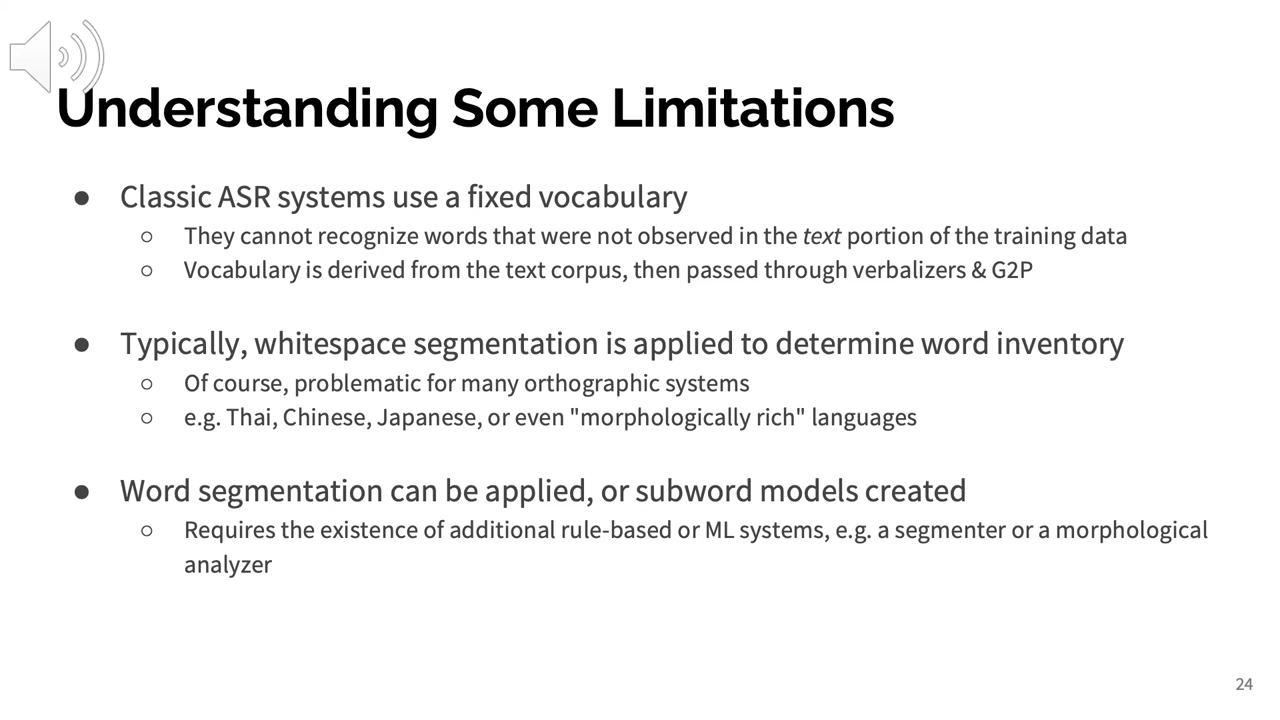 Understanding Some Limitations
● Classic ASR systems use a fixed vocabulary
○ They cannot recognize words that were not observed in the text portion of the training data
○ Vocabulary is derived from the text corpus, then passed through verbalizers & G2P
● Typically, whitespace segmentation is applied to determine word inventory
○ Of course, problematic for many orthographic systems
○ e.g. Thai, Chinese, Japanese, or even "morphologically rich" languages
● Word segmentation can be applied, or subword models created
○ Requires the existence of additional rule-based or ML systems, e.g. a segmenter or a morphological
analyzer
24